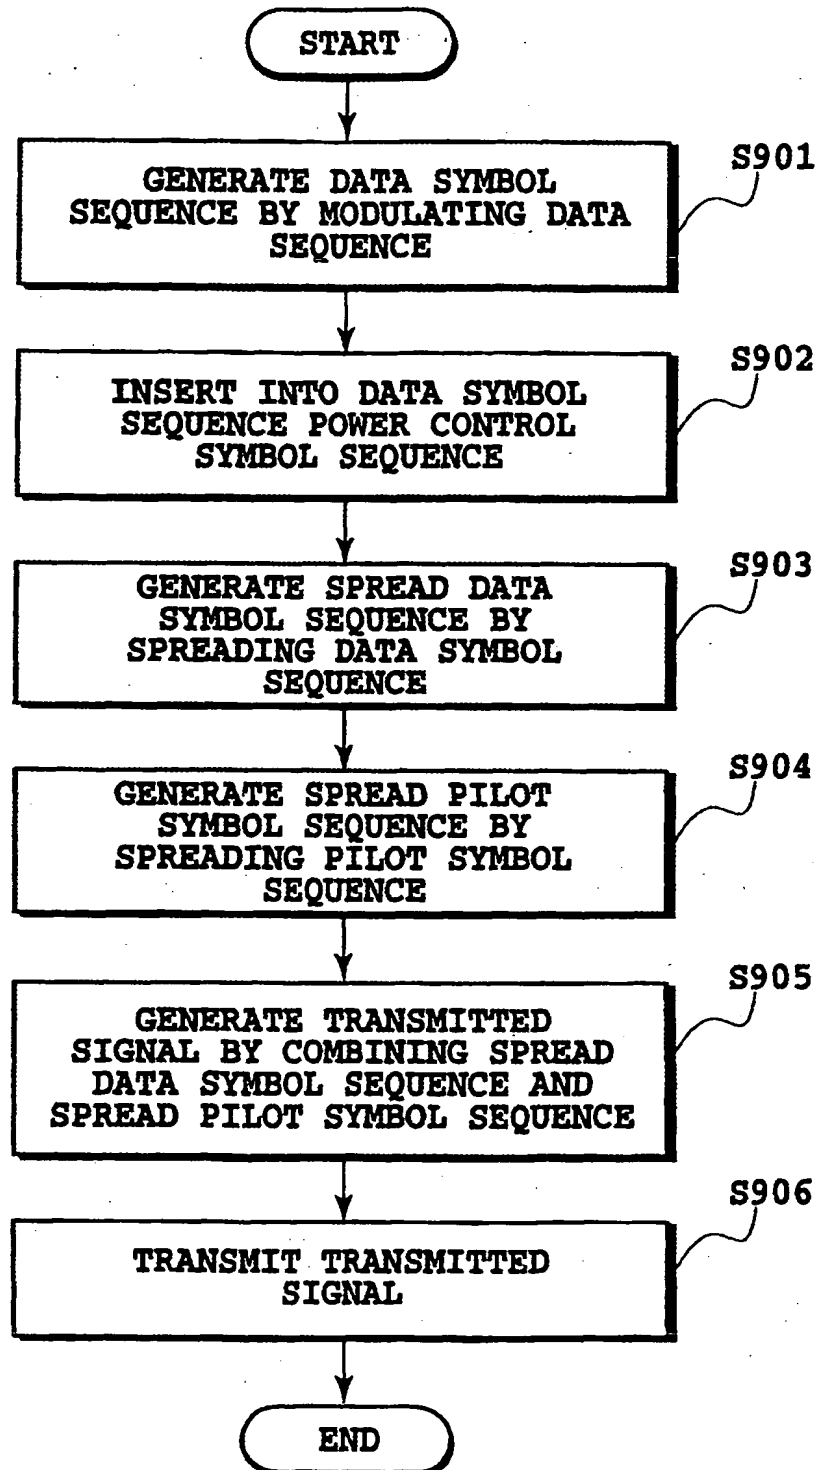 START
S901
GENERATE DATA SYMBOL
SEQUENCE BY MODULATING DATA
SEQUENCE
S902
INSERT INTO DATA SYMBOL
SEQUENCE POWER CONTROL
SYMBOL SEQUENCE
S903
GENERATE SPREAD DATA
SYMBOL SEQUENCE BY
SPREADING DATA SYMBOL
SEQUENCE
S904
GENERATE SPREAD PILOT
SYMBOL SEQUENCE BY
SPREADING PILOT SYMBOL
SEQUENCE
S905
GENERATE TRANSMITTED
SIGNAL BY COMBINING SPREAD
DATA SYMBOL SEQUENCE AND
SPREAD PILOT SYMBOL SEQUENCE
S906
TRANSMIT TRANSMITTED
SIGNAL
END